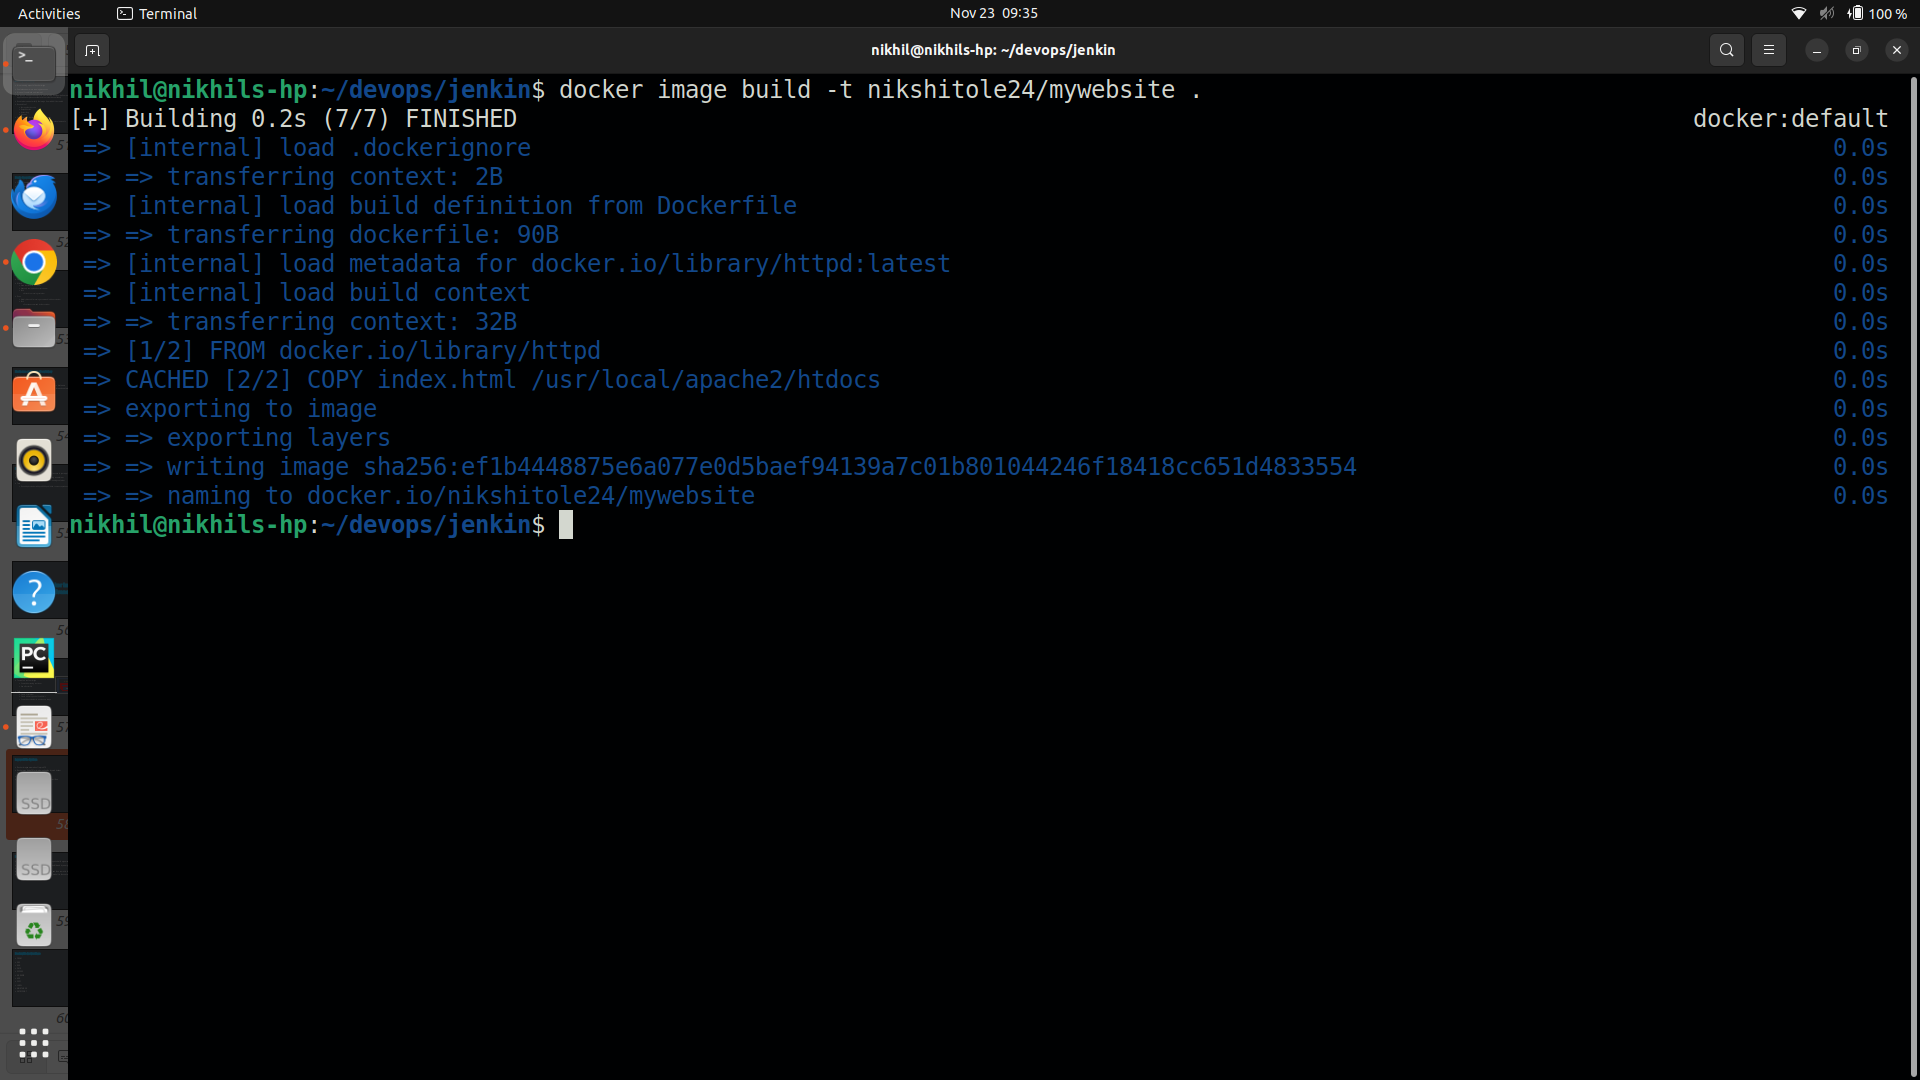 Activities
Terminal
Nov 23 09:35
100 %
nikhil@nikhils-hp: ~/devops/jenkin
nikhil@nikhils-hp:~/devops/jenkin$ docker image build -t nikshitole24/mywebsite .
[+] Building 0.2s (7/7) FINISHED docker:default
=> [internal] load .dockerignore 0.0s
=> => transferring context: 2B 0.0s
=> [internal] load build definition from Dockerfile 0.0s
=> => transferring dockerfile: 90B 0.0s
=> [internal] load metadata for docker.io/library/httpd:latest 0.0s
=> [internal] load build context 0.0s
=> => transferring context: 32B 0.0s
=> [1/2] FROM docker.io/library/httpd 0.0s
=> CACHED [2/2] COPY index.html /usr/local/apache2/htdocs 0.0s
=> exporting to image 0.0s
=> => exporting layers 0.0s
=> => writing image sha256:ef1b4448875e6a077e0d5baef94139a7c01b801044246f18418cc651d4833554 0.0s
=> => naming to docker.io/nikshitole24/mywebsite 0.0s
nikhil@nikhils-hp:~/devops/jenkin$
PC
SSD
SSD